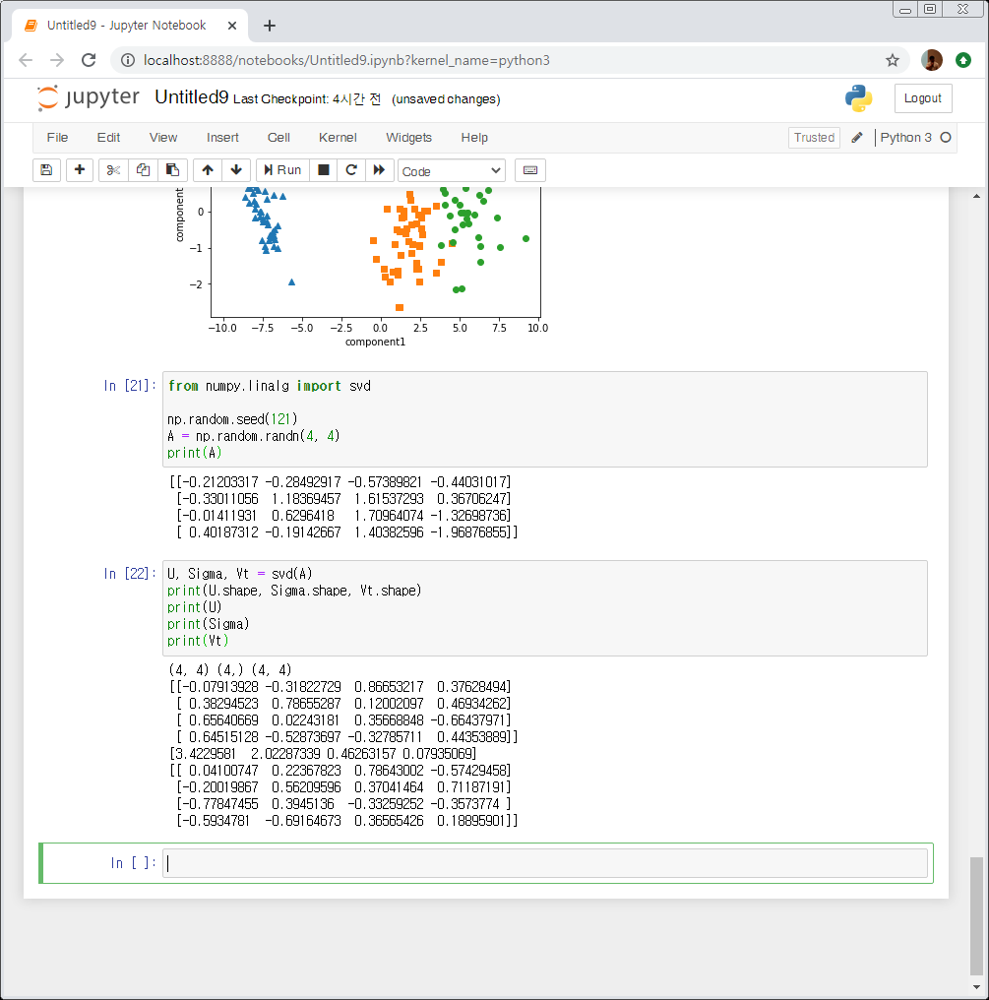 Untitled9 - Jupyter Notebook
localhost:8888/notebooks/Untitled9.ipynb?kernel_name=python3
jupyter Untitled9 Last Checkpoint: 4시간 전 (unsaved changes) Logout
File Edit View Insert Cell Kernel Widgets Help Trusted Python 3
Run Code
component
0
−1
−2
−10.0 −7.5 −5.0 −2.5 0.0 2.5 5.0 7.5 10.0
component1
In [21]: from numpy.linalg import svd
np.random.seed(121)
A = np.random.randn(4, 4)
print(A)
[[-0.21203317 -0.28492917 -0.57389821 -0.44031017]
[-0.33011056 1.18369457 1.61537293 0.36706247]
[-0.01411931 0.6296418 1.70964074 -1.32698736]
[ 0.40187312 -0.19142667 1.40382596 -1.96876855]]
In [22]: U, Sigma, Vt = svd(A)
print(U.shape, Sigma.shape, Vt.shape)
print(U)
print(Sigma)
print(Vt)
(4, 4) (4,) (4, 4)
[[-0.07913928 -0.31822729 0.86653217 0.37628494]
[ 0.38294523 0.78655287 0.12002097 0.46934262]
[ 0.65640669 0.02243181 0.35668848 -0.66437971]
[ 0.64515128 -0.52873697 -0.32785711 0.44353889]]
[3.4229581 2.02287339 0.46263157 0.07935069]
[[ 0.04100747 0.22367823 0.78643002 -0.57429458]
[-0.20019867 0.56209596 0.37041464 0.71187191]
[-0.77847455 0.3945136 -0.33259252 -0.3573774 ]
[-0.5934781 -0.69164673 0.36565426 0.18895901]]
In [ ]: